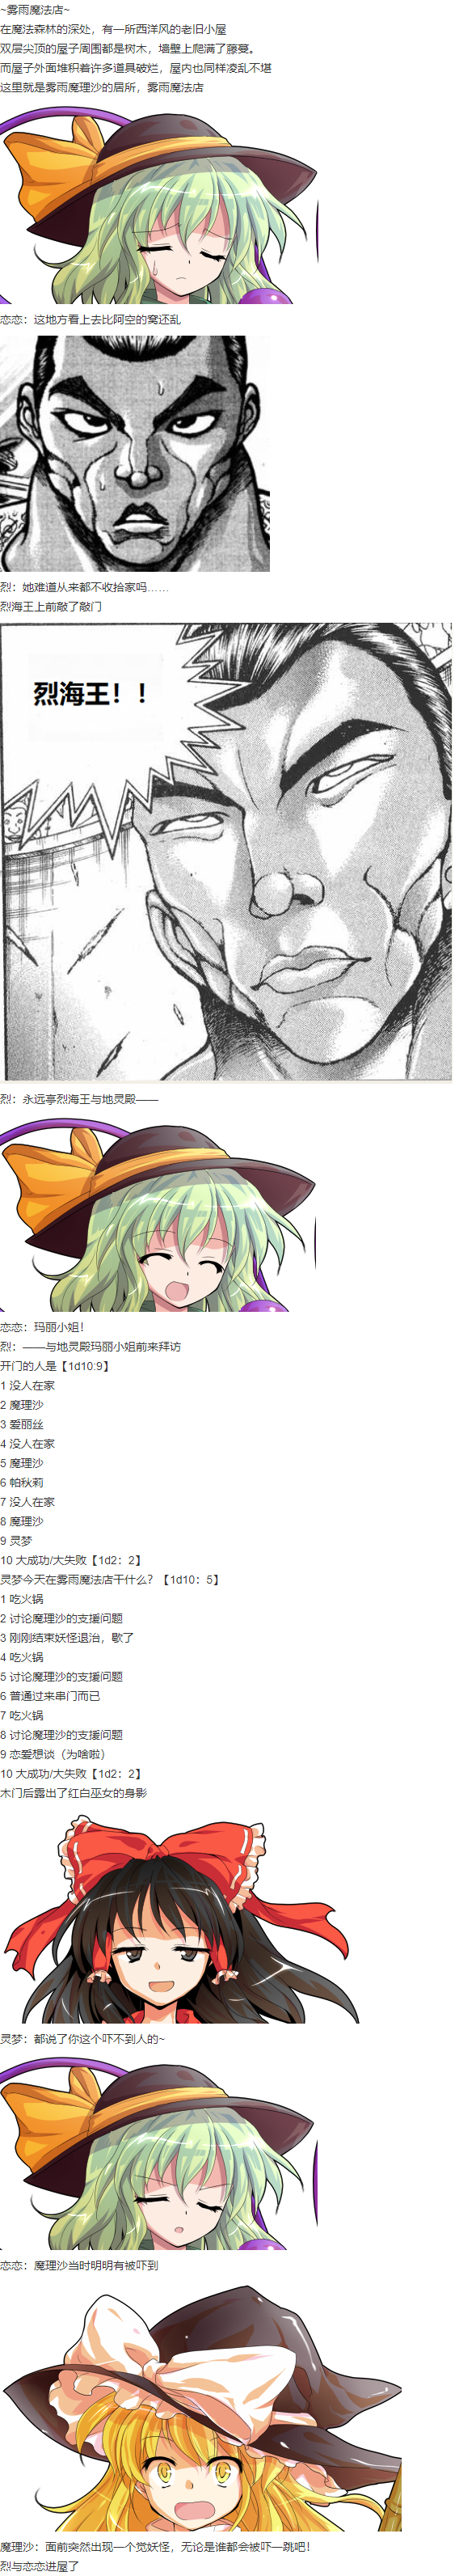 ~雾雨魔法店~
在魔法森林的深处，有一所西洋风的老旧小屋
双层尖顶的屋子周围都是树木，墙壁上爬满了藤蔓。
而屋子外面堆积着许多道具破烂，屋内也同样凌乱不堪
这里就是雾雨魔理沙的居所，雾雨魔法店
恋恋：这地方看上去比阿空的窝还乱
烈：她难道从来都不收拾家吗……
烈海王上前敲了敲门
烈海王！！
烈：永远亭烈海王与地灵殿——
恋恋：玛丽小姐！
烈：——与地灵殿玛丽小姐前来拜访
开门的人是【1d10:9】
1 没人在家
2 魔理沙
3 爱丽丝
4 没人在家
5 魔理沙
6 帕秋莉
7 没人在家
8 魔理沙
9 灵梦
10 大成功/大失败【1d2：2】
灵梦今天在雾雨魔法店干什么？【1d10：5】
1 吃火锅
2 讨论魔理沙的支援问题
3 刚刚结束妖怪退治，歇了
4 吃火锅
5 讨论魔理沙的支援问题
6 普通过来串门而已
7 吃火锅
8 讨论魔理沙的支援问题
9 恋爱想谈（为啥啦）
10 大成功/大失败【1d2：2】
木门后露出了红白巫女的身影
灵梦：都说了你这个吓不到人的~
恋恋：魔理沙当时明明有被吓到
魔理沙：面前突然出现一个觉妖怪，无论是谁都会被吓一跳吧！
烈与恋恋进屋了